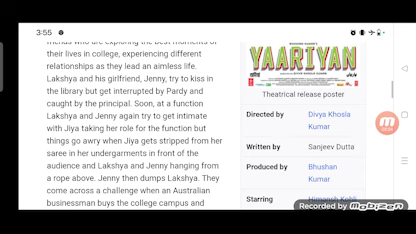 3:55
friends who are exploring the best moments of
their lives in college, experiencing different
relationships as they lead an aimless life.
Lakshya and his girlfriend, Jenny, try to kiss in
the library but get interrupted by Pardy and
caught by the principal. Soon, at a function
Lakshya and Jenny again try to get intimate
with Jiya taking her role for the function but
things go awry when Jiya gets stripped from her
saree in her undergarments in front of the
audience and Lakshya and Jenny hanging from
a rope above. Jenny then dumps Lakshya. They
come across a challenge when an Australian
businessman buys the college campus and
YAARIYAN
Theatrical release poster
Directed by Divya Khosla
Kumar
Written by Sanjeev Dutta
Produced by Bhushan
Kumar
Starring Himansh Kohli
Recorded by Mobizen